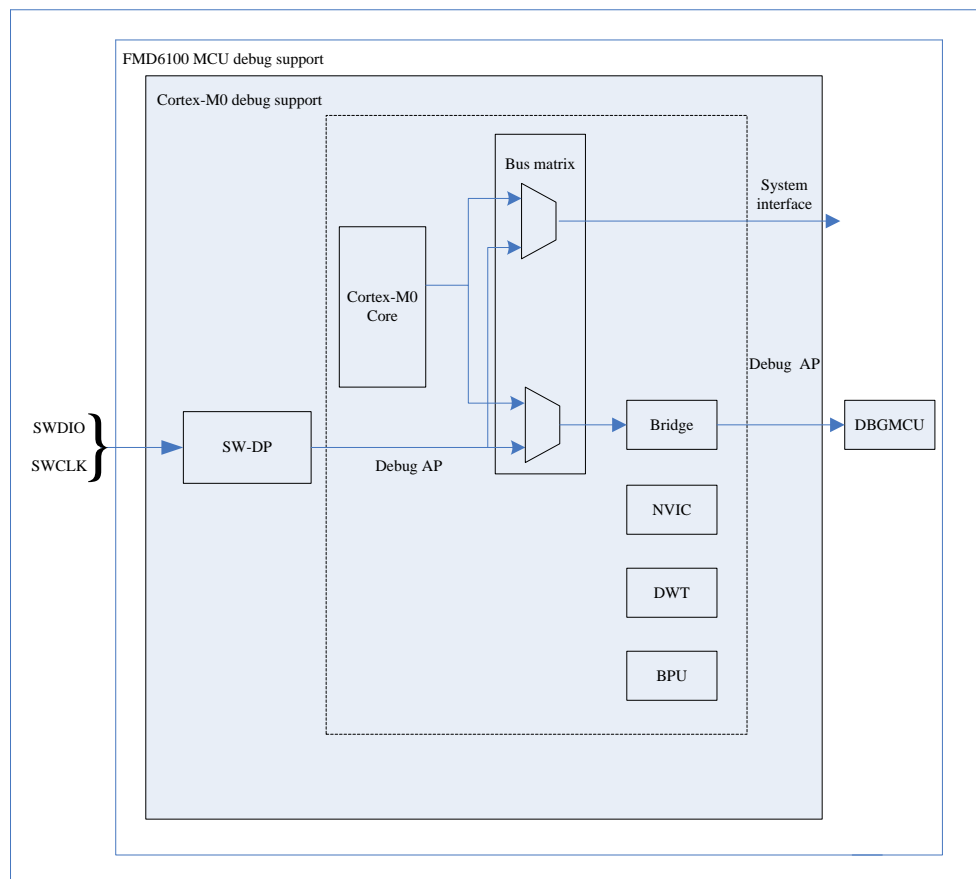 FMD6100 MCU debug support
Cortex-M0 debug support
Bus matrix
System
interface
Cortex-M0
Core
Debug AP
SWDIO
SWCLK
SW-DP
Debug AP
Bridge
DBGMCU
NVIC
DWT
BPU